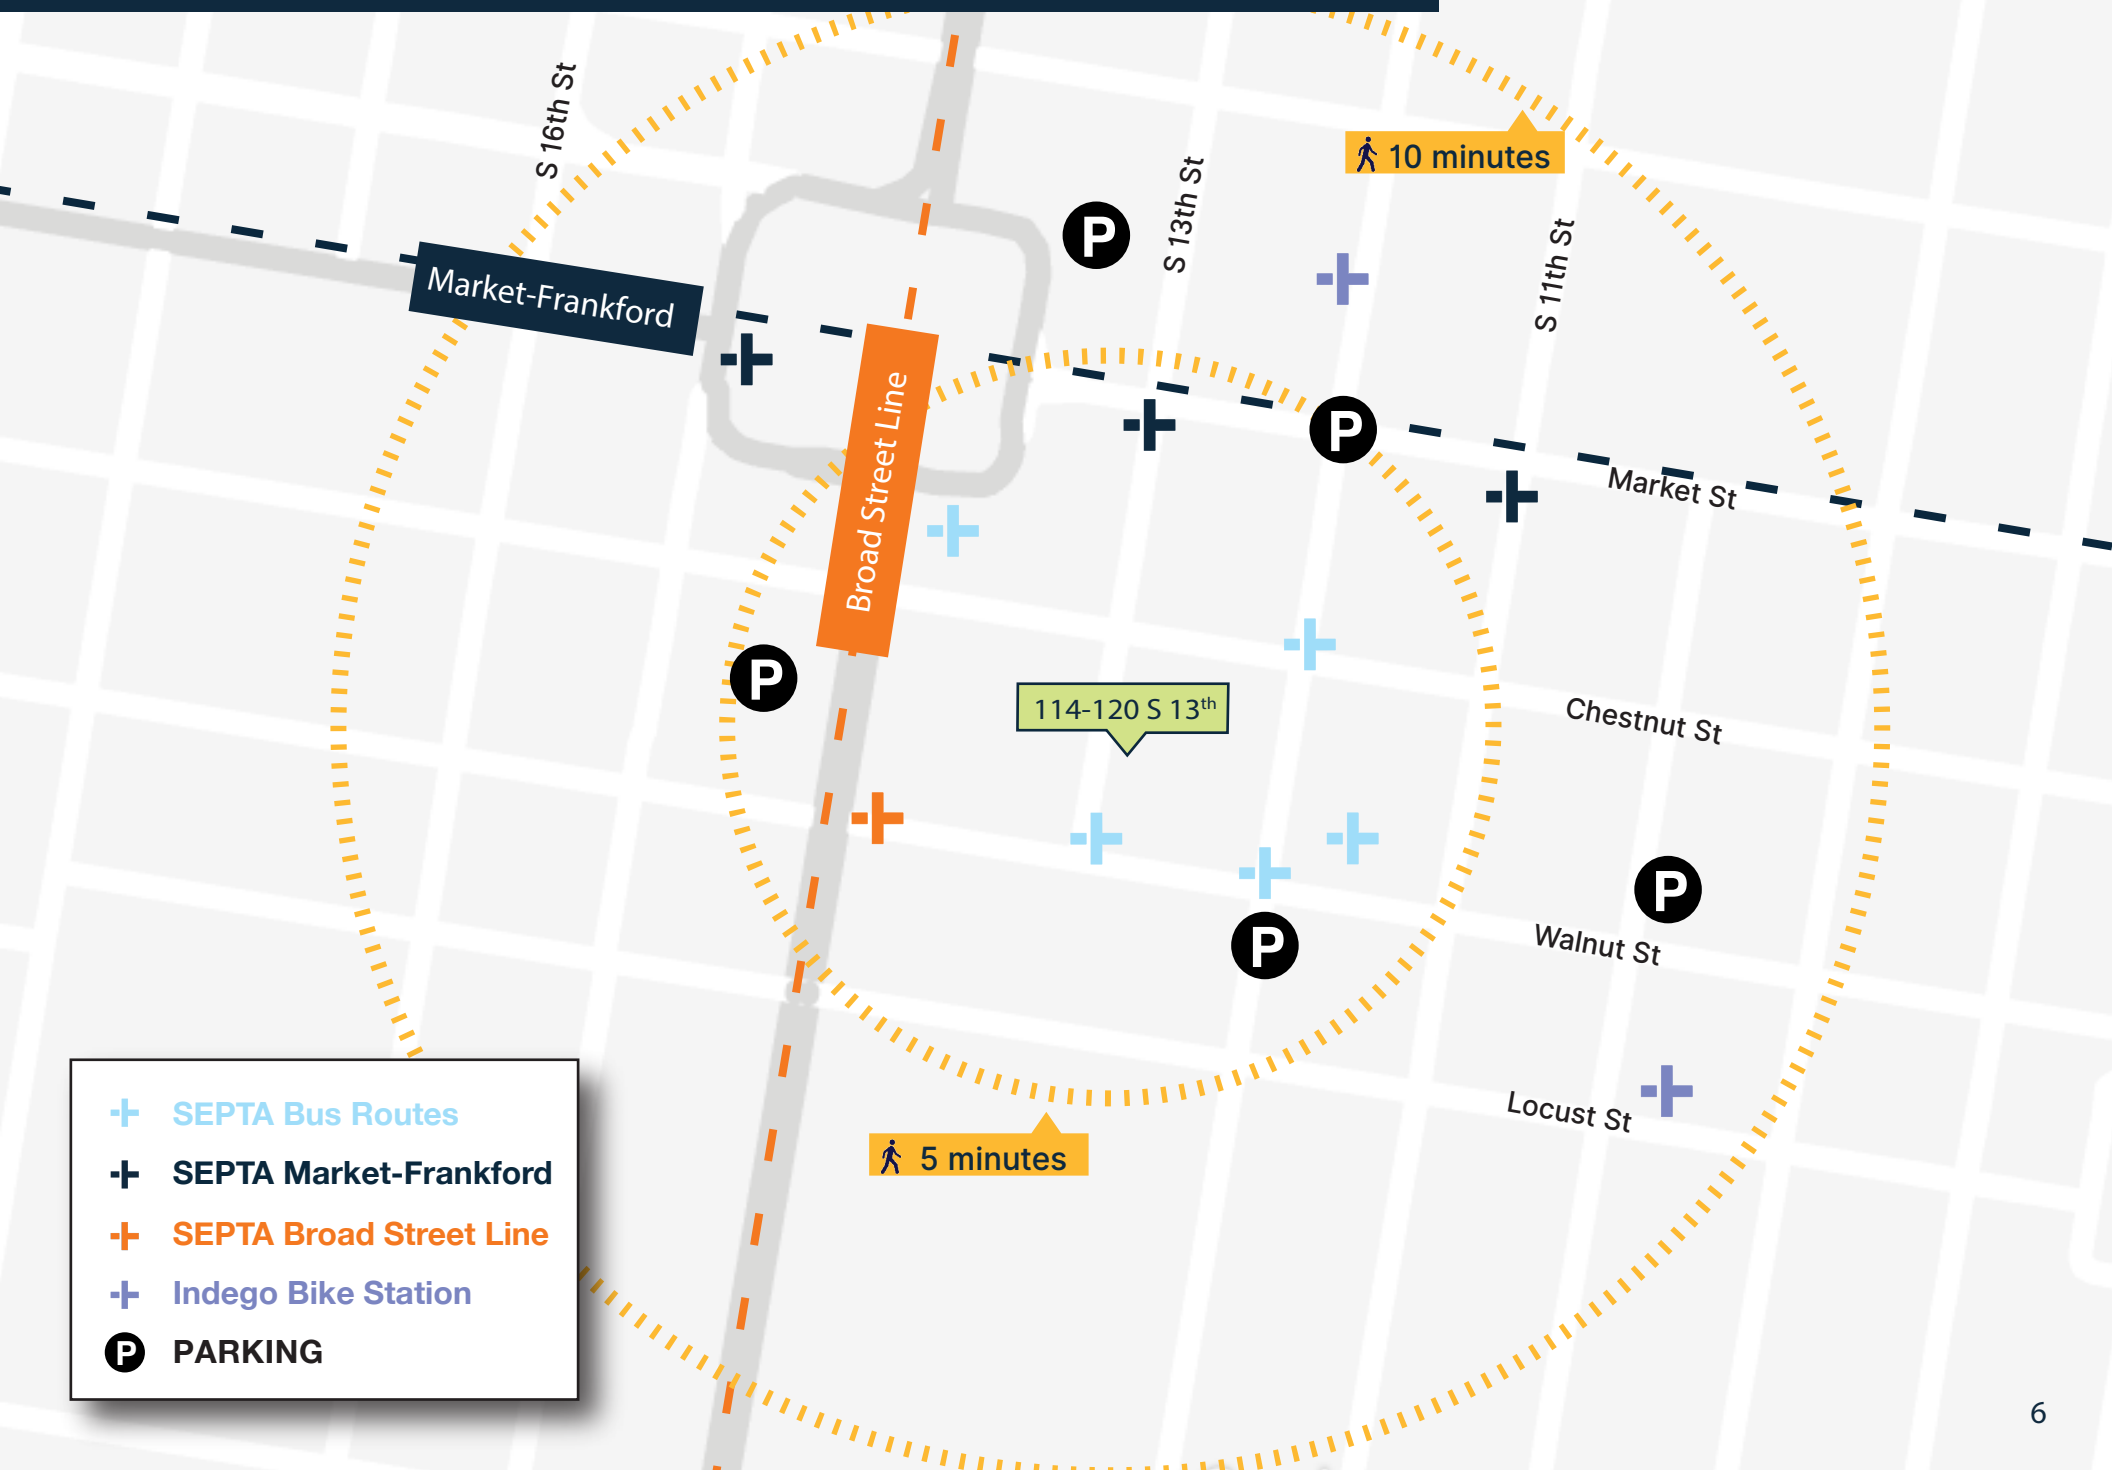 S 16th St
10 minutes
S 13th St
P
S 11th St
Market-Frankford
Broad Street Line
P
Market St
P
114-120 S 13th
Chestnut St
P
Walnut St
P
Locust St
5 minutes
SEPTA Bus Routes
SEPTA Market-Frankford
SEPTA Broad Street Line
Indego Bike Station
P PARKING
6